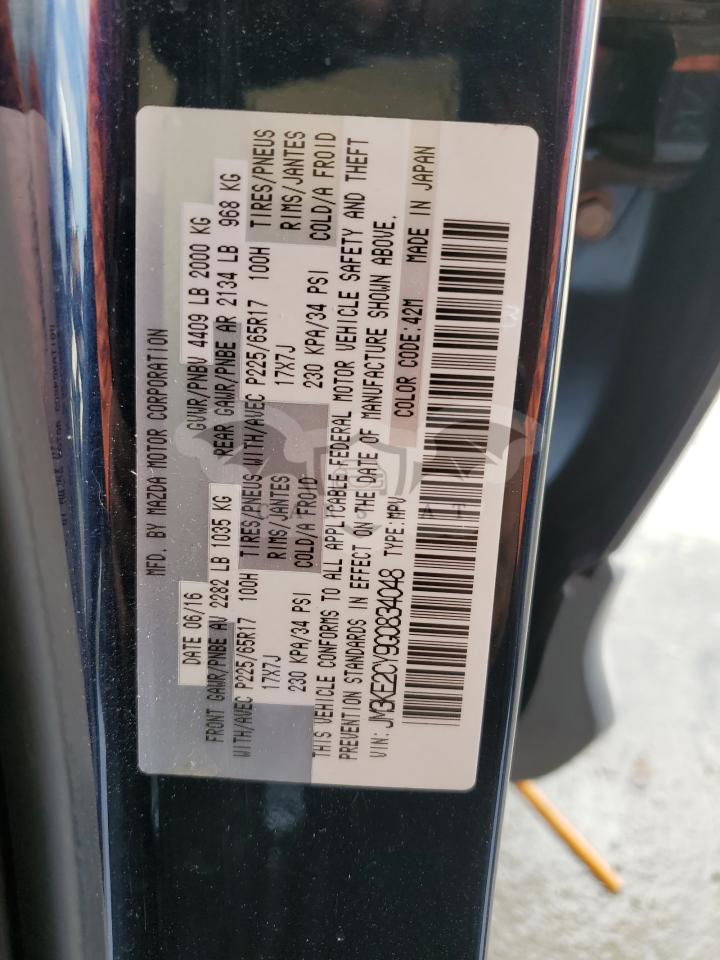 MFD. BY MAZDA MOTOR CORPORATION
DATE 06/16 GVWR/PNBV 4409 LB 2000 KG
FRONT GAWR/PNBE AV 2282 LB 1035 KG REAR GAWR/PNBE AR 2134 LB 968 KG
WITH/AVEC P225/65R17 100H TIRES/PNEUS WITH/AVEC P225/65R17 100H TIRES/PNEUS
17X7J RIMS/JANTES 17X7J RIMS/JANTES
230 KPA/34 PSI COLD/A FROID 230 KPA/34 PSI COLD/A FROID
THIS VEHICLE CONFORMS TO ALL APPLICABLE FEDERAL MOTOR VEHICLE SAFETY AND THEFT
PREVENTION STANDARDS IN EFFECT ON THE DATE OF MANUFACTURE SHOWN ABOVE.
VIN: JM3KE2CY9G0834048 TYPE: MPV COLOR CODE: 42M MADE IN JAPAN